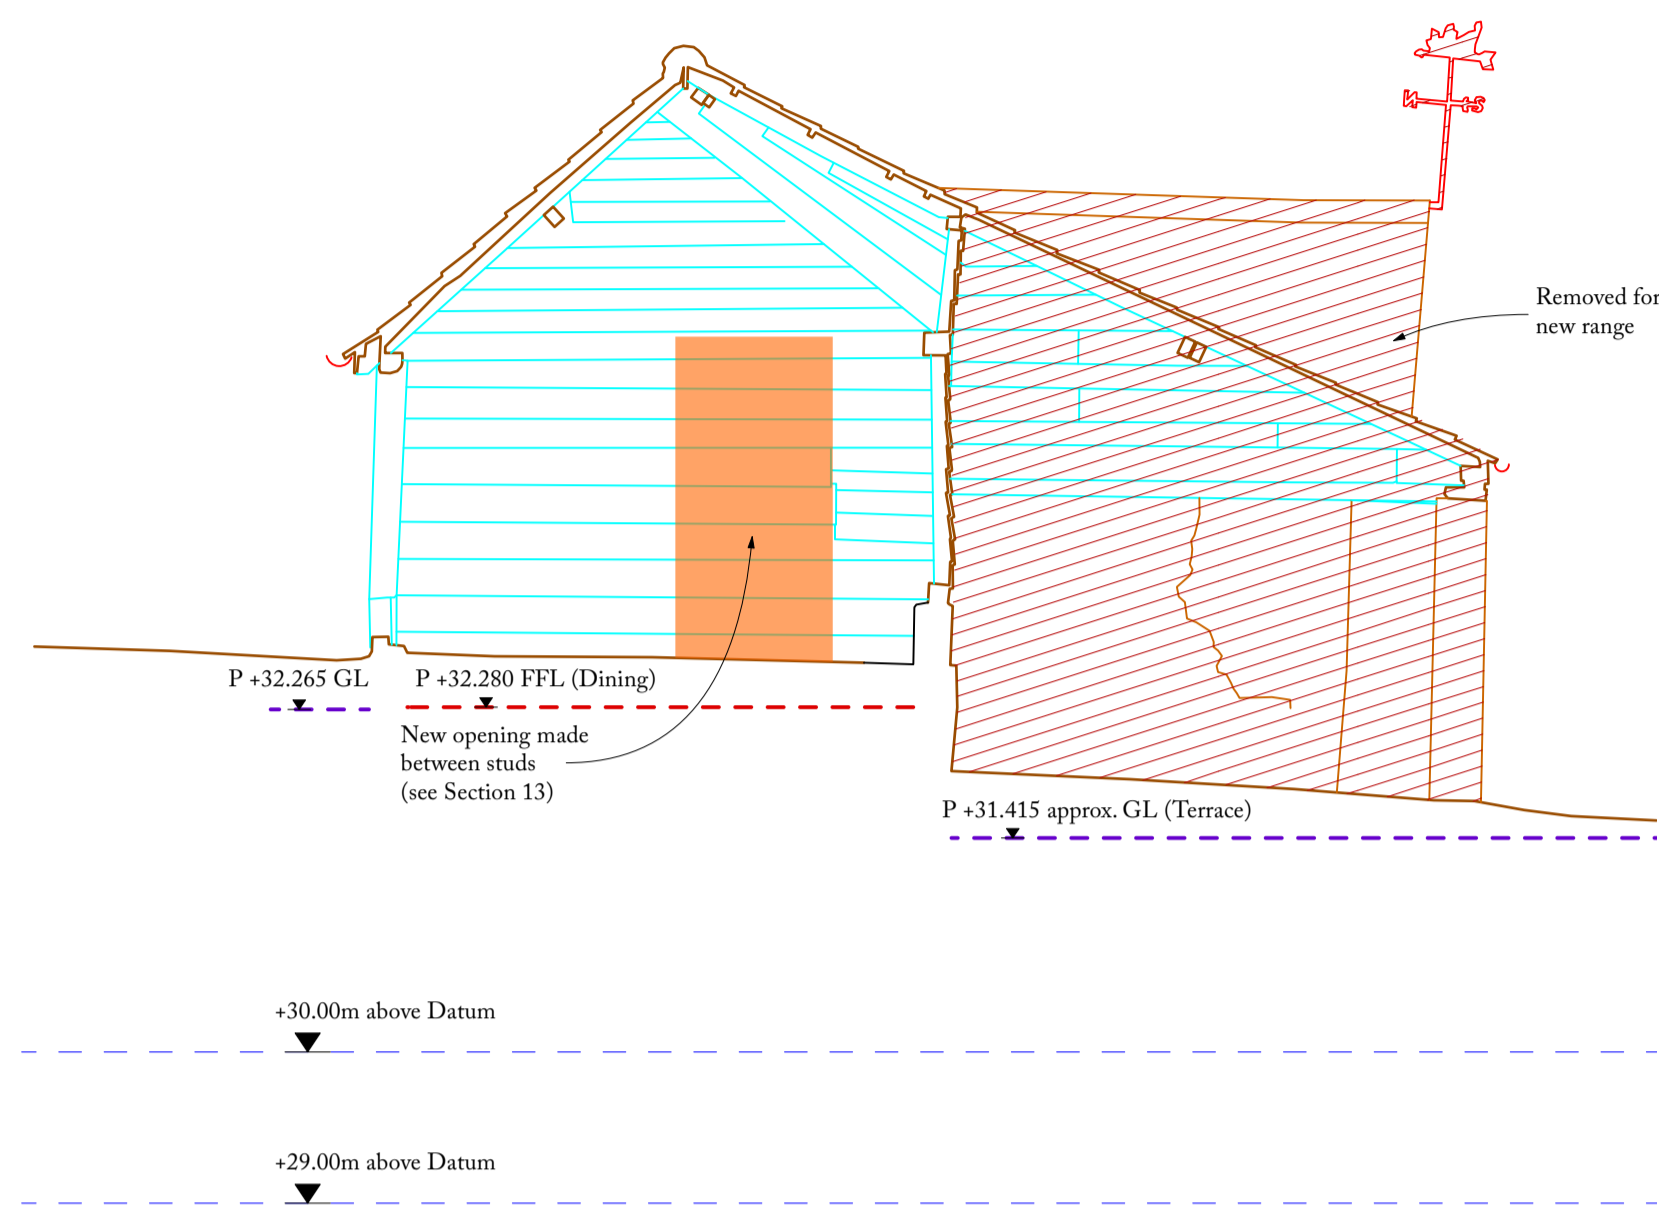 N S
Removed for
new range
P +32.265 GL
P +32.280 FFL (Dining)
New opening made
between studs
(see Section 13)
P +31.415 approx. GL (Terrace)
+30.00m above Datum
+29.00m above Datum